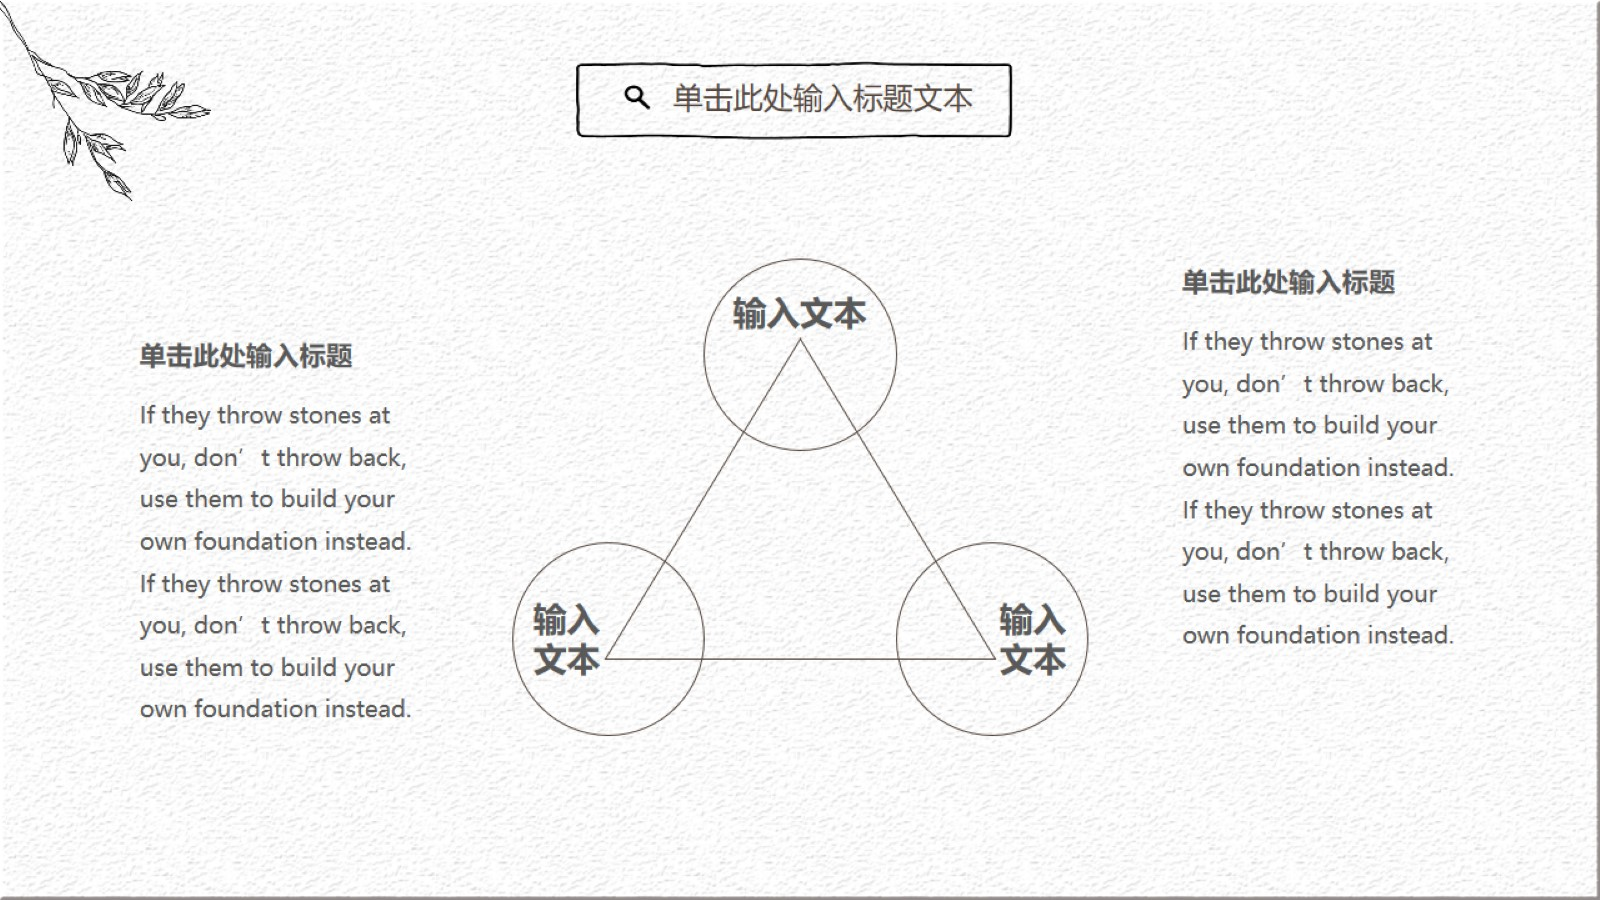 单击此处输入标题文本
单击此处输入标题
If they throw stones at
you, don’ t throw back,
use them to build your
own foundation instead.
If they throw stones at
you, don’ t throw back,
use them to build your
own foundation instead.
输入文本
输入
文本
输入
文本
单击此处输入标题
If they throw stones at
you, don’ t throw back,
use them to build your
own foundation instead.
If they throw stones at
you, don’ t throw back,
use them to build your
own foundation instead.